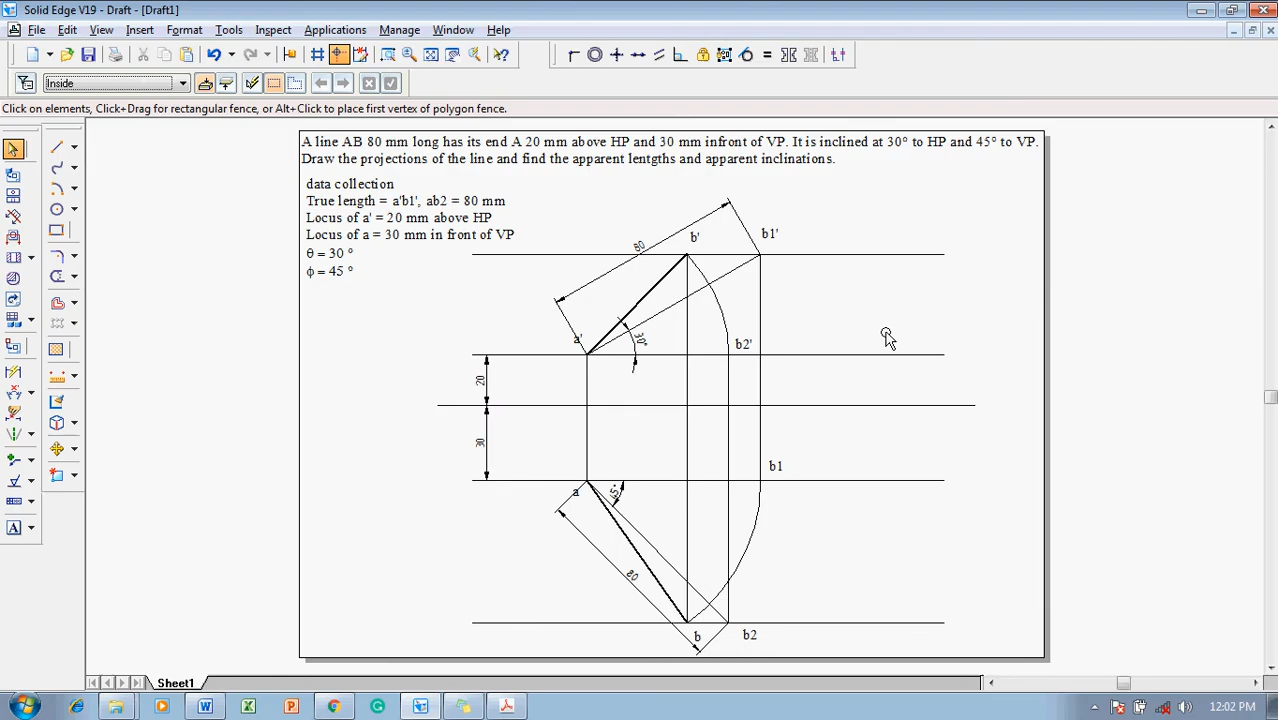 Solid Edge V19 - Draft - [Draft1]
File Edit View Insert Format Tools Inspect Applications Manage Window Help
Inside
Click on elements, Click+Drag for rectangular fence, or Alt+Click to place first vertex of polygon fence.
A line AB 80 mm long has its end A 20 mm above HP and 30 mm infront of VP. It is inclined at 30° to HP and 45° to VP.
Draw the projections of the line and find the apparent lentgths and apparent inclinations.
data collection
True length = a'b1', ab2 = 80 mm
Locus of a' = 20 mm above HP
Locus of a = 30 mm in front of VP
θ = 30 °
ϕ = 45 °
80
b'
b1'
a'
30°
b2'
20
30
b1
a
45°
80
b
b2
Sheet1
12:02 PM